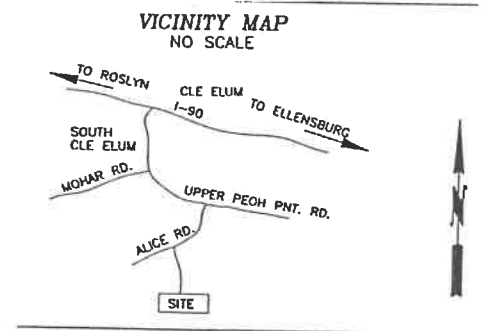 VICINITY MAP
NO SCALE
TO ROSLYN
CLE ELUM
I-90
TO ELLENSBURG
SOUTH
CLE ELUM
MOHAR RD.
UPPER PEOH PNT. RD.
ALICE RD.
SITE
N